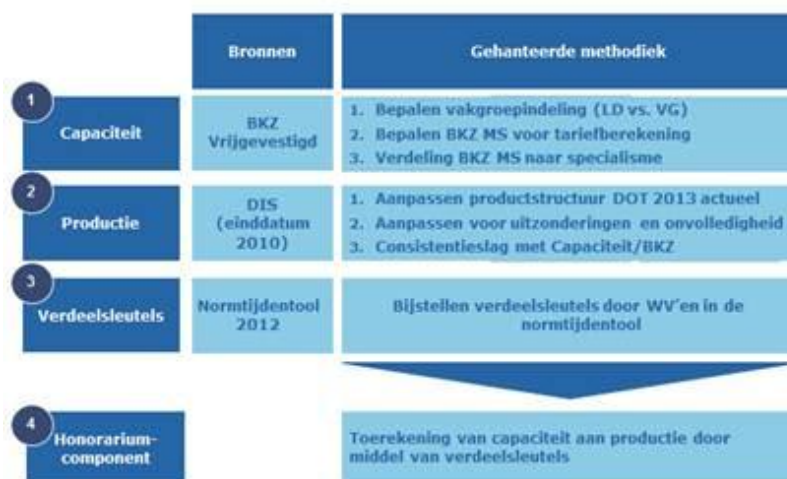 Bronnen
Gehanteerde methodiek
1
Capaciteit
BKZ
Vrijgevestigd
1. Bepalen vakgroepindeling (LD vs. VG)
2. Bepalen BKZ MS voor tariefberekening
3. Verdeling BKZ MS naar specialisme
2
Productie
DIS
(einddatum
2010)
1. Aanpassen productstructuur DOT 2013 actueel
2. Aanpassen voor uitzonderingen en onvolledigheid
3. Consistentieslag met Capaciteit/BKZ
3
Verdeelsleutels
Normtijdentool
2012
Bijstellen verdeelsleutels door WV'en in de
normtijdentool
4
Honorarium-
component
Toerekening van capaciteit aan productie door
middel van verdeelsleutels